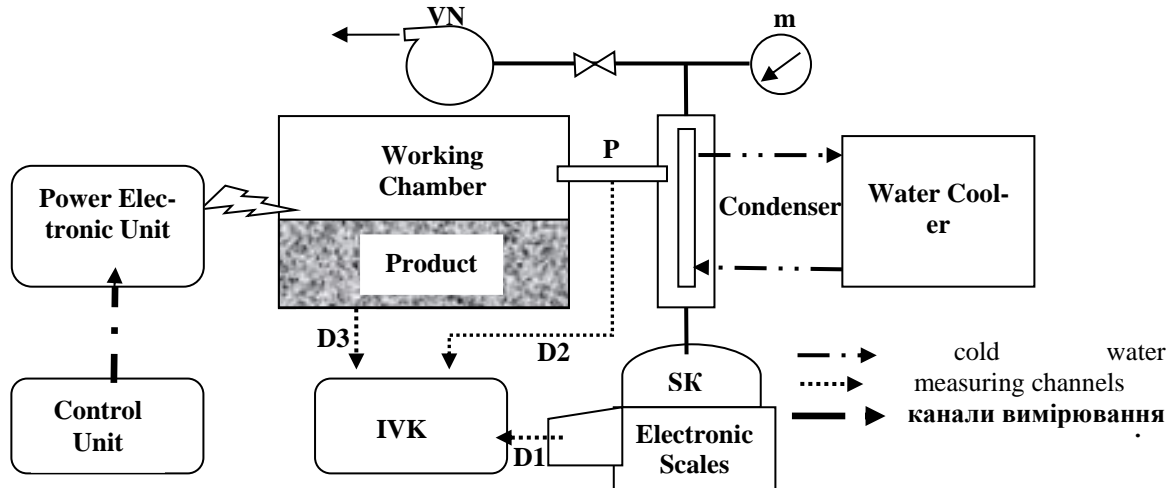 VN
m
Working
Chamber
P
Power Elec-
tronic Unit
Condenser
Water Cool-
er
Product
D3
D2
cold water
SK
measuring channels
Control
Unit
IVK
канали вимірювання
D1
Electronic
Scales